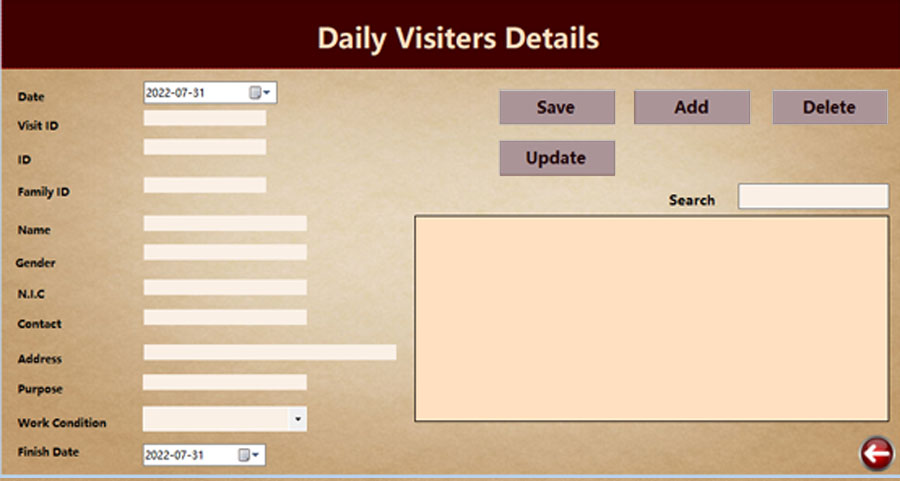 Daily Visiters Details
Date 2022-07-31
Visit ID
ID
Family ID
Name
Gender
N.I.C
Contact
Address
Purpose
Work Condition
Finish Date 2022-07-31
Save Add Delete
Update
Search